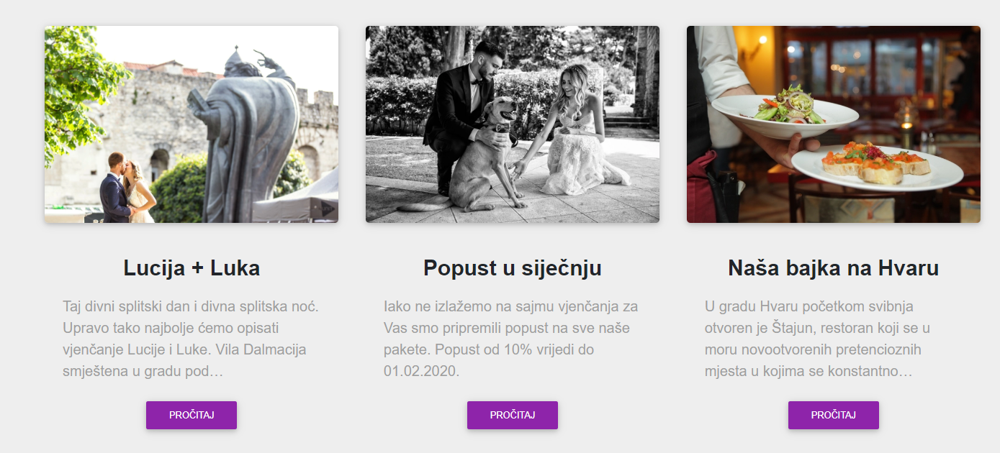 Lucija + Luka
Taj divni splitski dan i divna splitska noć.
Upravo tako najbolje ćemo opisati
vjenčanje Lucije i Luke. Vila Dalmacija
smještena u gradu pod…
PROČITAJ
Popust u siječnju
Iako ne izlažemo na sajmu vjenčanja za
Vas smo pripremili popust na sve naše
pakete. Popust od 10% vrijedi do
01.02.2020.
PROČITAJ
Naša bajka na Hvaru
U gradu Hvaru početkom svibnja
otvoren je Štajun, restoran koji se u
moru novootvorenih pretencioznih
mjesta u kojima se konstantno…
PROČITAJ